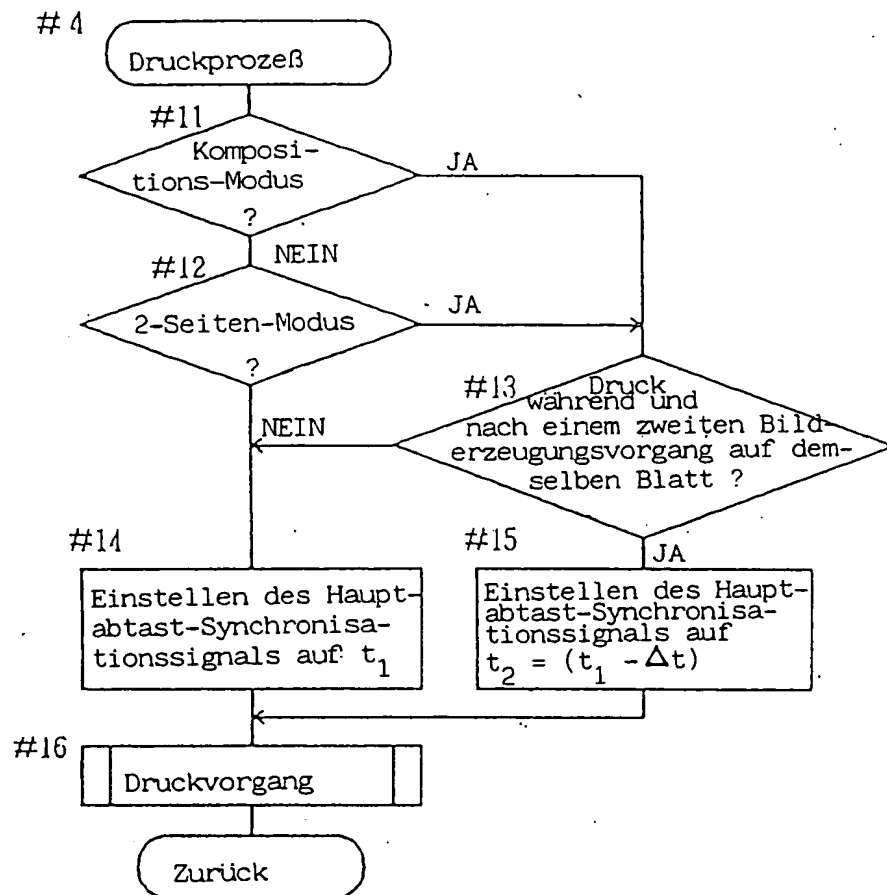 #4
Druckprozeß
#11
Komposi-
tions-Modus
?
JA
NEIN
#12
2-Seiten-Modus
?
JA
#13
Druck
während und
nach einem zweiten Bild-
erzeugungsvorgang auf dem-
selben Blatt ?
NEIN
JA
#14
Einstellen des Haupt-
abtast-Synchronisa-
tionssignals auf t₁
#15
Einstellen des Haupt-
abtast-Synchronisa-
tionssignals auf
t₂ = (t₁ - Δt)
#16
Druckvorgang
Zurück